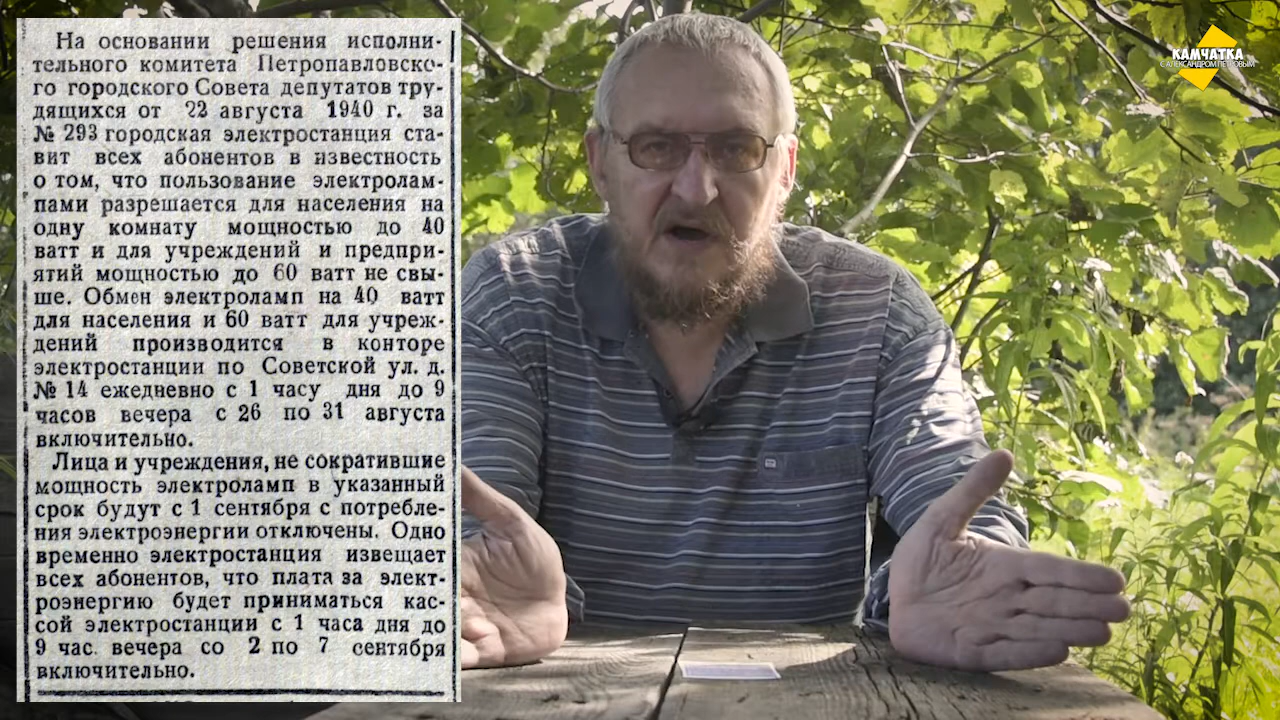 На основании решения исполни-
тельного комитета Петропавловско-
го городского Совета депутатов тру-
дящихся от 22 августа 1940 г. за
№ 293 городская электростанция ста-
вит всех абонентов в известность
о том, что пользование электролам-
пами разрешается для населения на
одну комнату мощностью до 40
ватт и для учреждений и предпри-
ятий мощностью до 60 ватт не свы-
ше. Обмен электроламп на 40 ватт
для населения и 60 ватт для учреж-
дений производится в конторе
электростанции по Советской ул. д.
№ 14 ежедневно с 1 часу дня до 9
часов вечера с 26 по 31 августа
включительно.
Лица и учреждения, не сократившие
мощность электроламп в указанный
срок будут с 1 сентября с потребле-
ния электроэнергии отключены. Одно
временно электростанция извещает
всех абонентов, что плата за элект-
роэнергию будет приниматься кас-
сой электростанции с 1 часа дня до
9 час. вечера со 2 по 7 сентября
включительно.
КАМЧАТКА
С АЛЕКСАНДРОМ ПЕТРОВЫМ